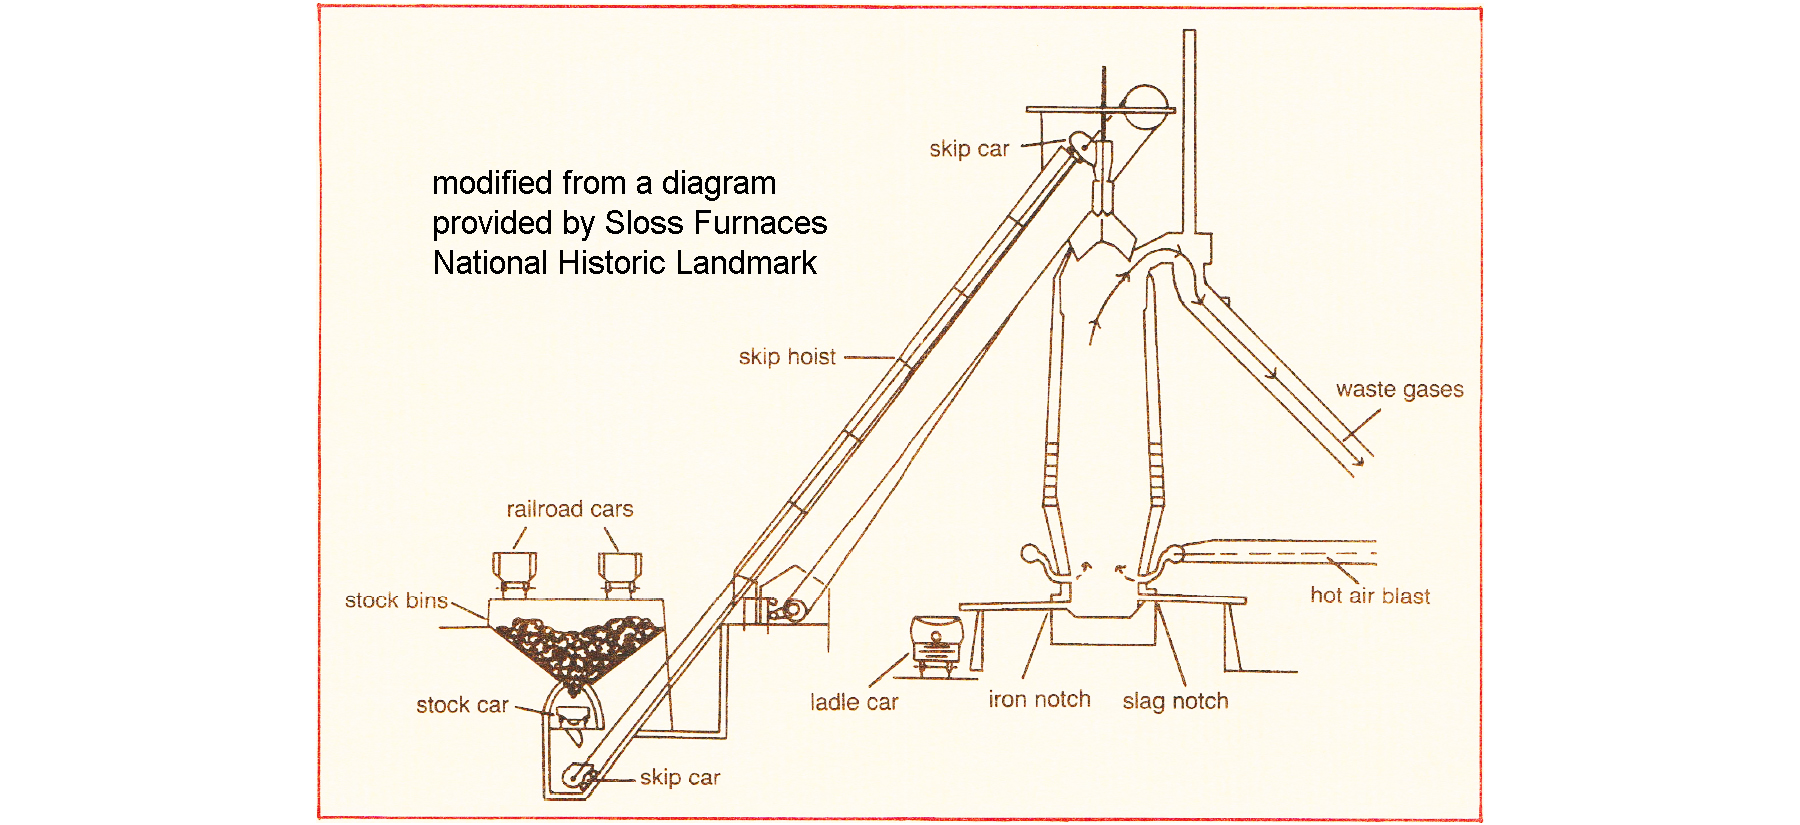 skip car
modified from a diagram
provided by Sloss Furnaces
National Historic Landmark
skip hoist
waste gases
railroad cars
stock bins
hot air blast
stock car
ladle car
iron notch
slag notch
skip car